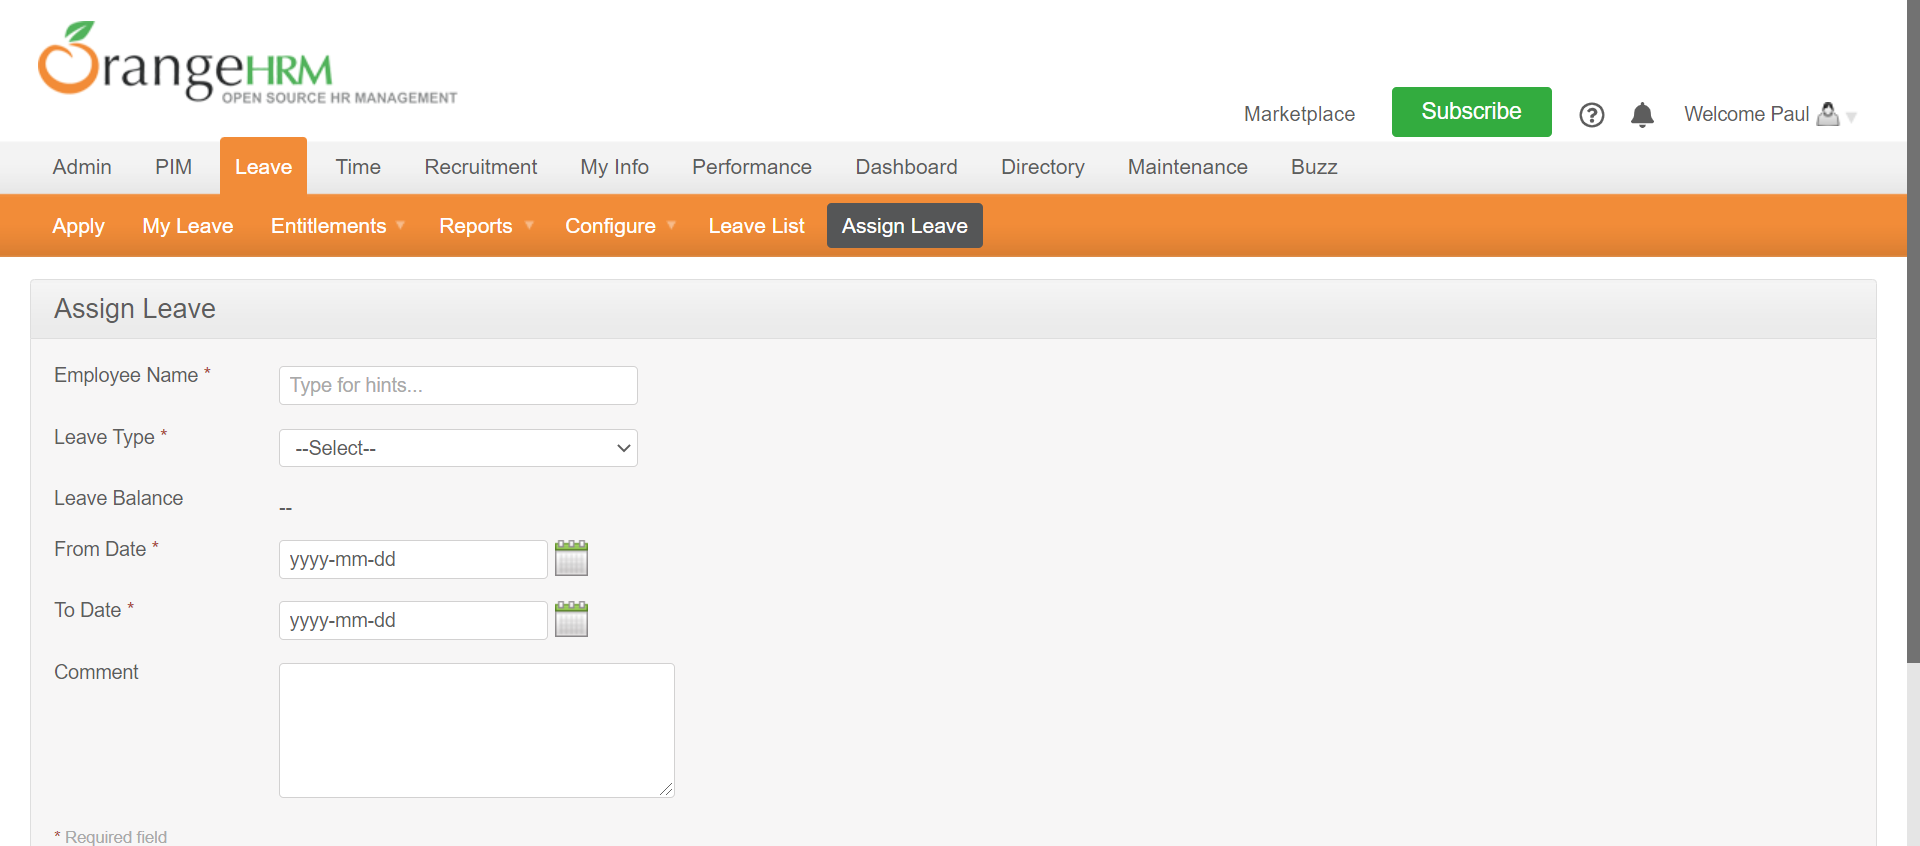 OrangeHRM
OPEN SOURCE HR MANAGEMENT
Marketplace Subscribe Welcome Paul
Admin PIM Leave Time Recruitment My Info Performance Dashboard Directory Maintenance Buzz
Apply My Leave Entitlements Reports Configure Leave List Assign Leave
Assign Leave
Employee Name * Type for hints...
Leave Type * --Select--
Leave Balance --
From Date * yyyy-mm-dd
To Date * yyyy-mm-dd
Comment
* Required field